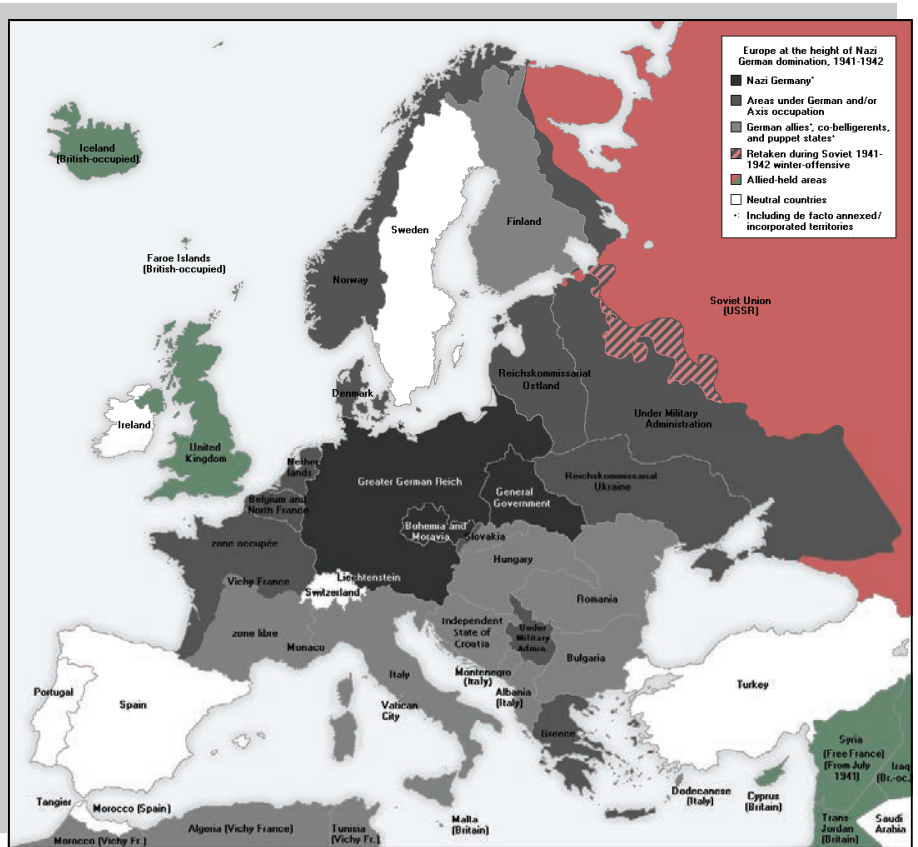 Europe at the height of Nazi
German domination, 1941-1942
Nazi Germany*
Areas under German and/or
Axis occupation
German allies*, co-belligerents,
and puppet states*
Retaken during Soviet 1941-
1942 winter-offensive
Allied-held areas
Neutral countries
*: Including de facto annexed/
incorporated territories
Iceland
(British-occupied)
Faroe Islands
(British-occupied)
Sweden
Finland
Norway
Soviet Union
(USSR)
Denmark
Reichskommissariat
Ostland
Under Military
Administration
Ireland
United
Kingdom
Nether
lands
Belgium and
North France
Greater German Reich
General
Government
Reichskommissariat
Ukraine
Bohemia and
Moravia
Slovakia
zone occupée
Hungary
Vichy France
Liechtenstein
Switzerland
Romania
zone libre
Monaco
Independent
State of
Croatia
Under
Military
Admin
Bulgaria
Italy
Montenegro
(Italy)
Albania
(Italy)
Vatican
City
Portugal
Spain
Turkey
Greece
Syria
(Free France)
(From July
1941)
Iraq
(Br.-oc.)
Dodecanese
(Italy)
Cyprus
(Britain)
Tangier
Morocco (Spain)
Morocco (Vichy Fr.)
Algeria (Vichy France)
Tunisia
(Vichy Fr.)
Malta
(Britain)
Trans-
Jordan
(Britain)
Saudi
Arabia